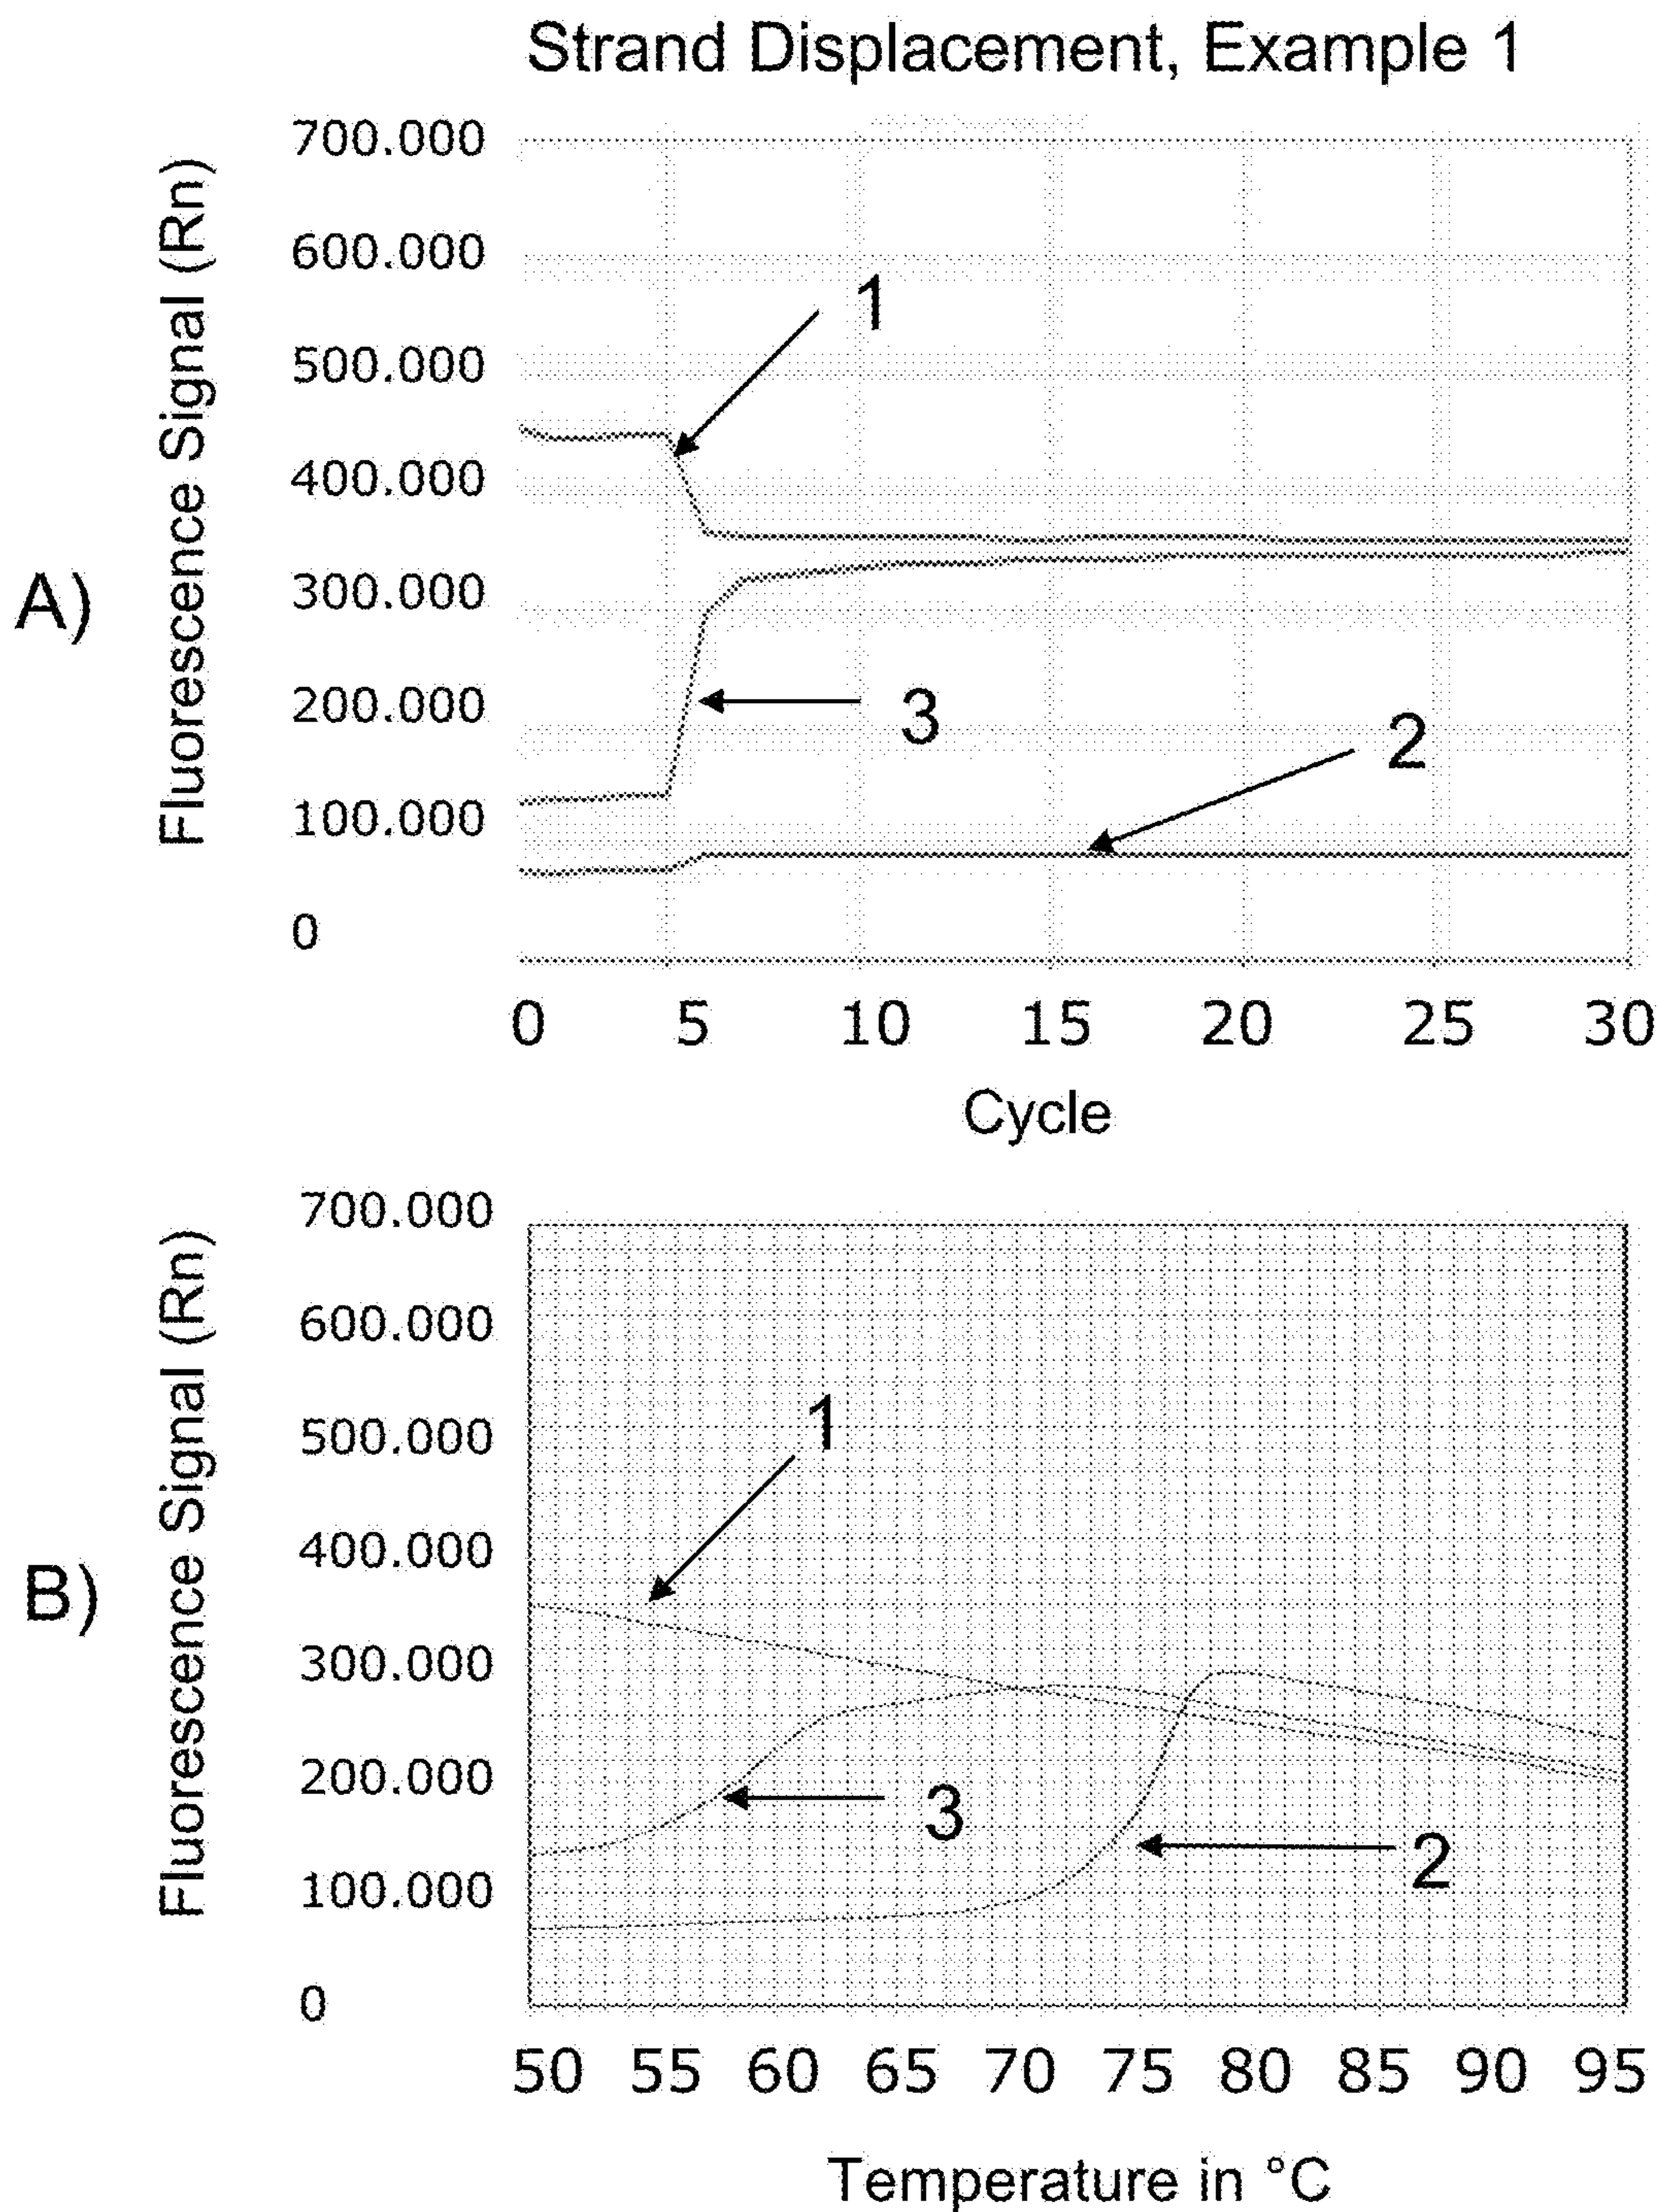 Strand Displacement, Example 1
A)
Fluorescence Signal (Rn)
700.000
600.000
500.000
400.000
300.000
200.000
100.000
0
1
3
2
0 5 10 15 20 25 30
Cycle
B)
Fluorescence Signal (Rn)
700.000
600.000
500.000
400.000
300.000
200.000
100.000
0
1
3
2
50 55 60 65 70 75 80 85 90 95
Temperature in °C